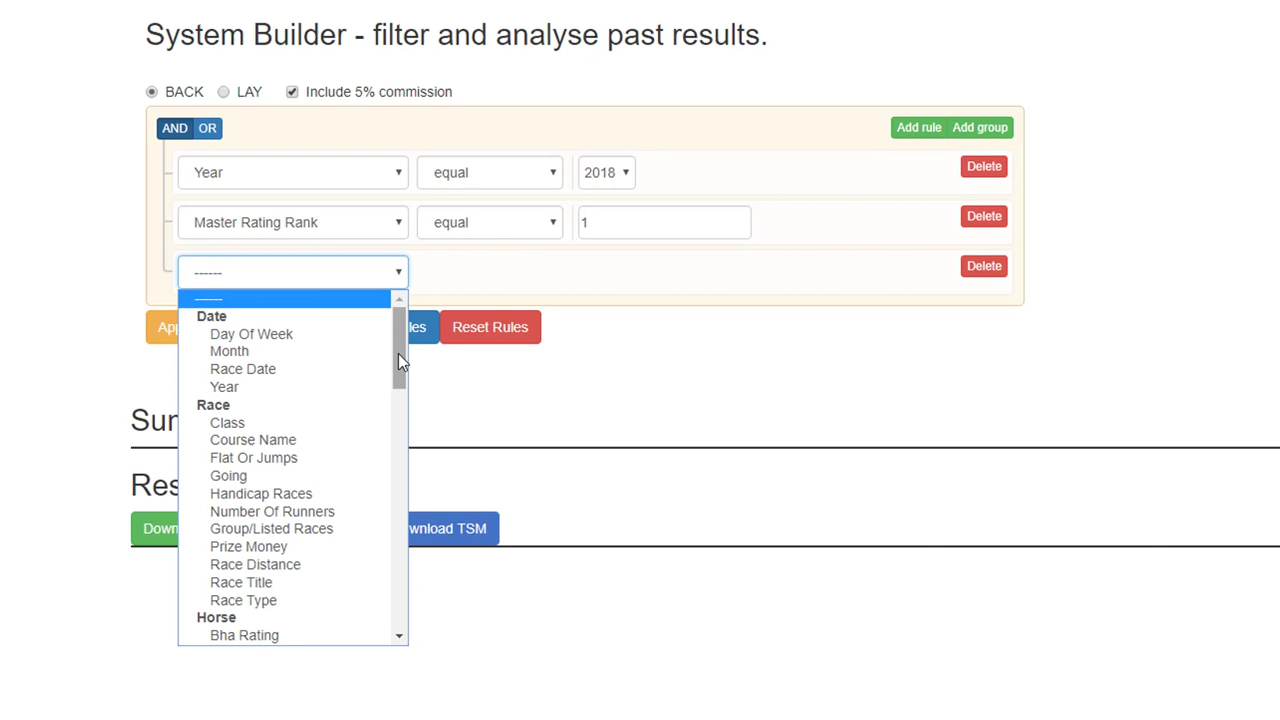 System Builder - filter and analyse past results.
BACK LAY Include 5% commission
AND OR Add rule Add group
Year equal 2018 Delete
Master Rating Rank equal 1 Delete
------ Delete
------
Date
Day Of Week
Month
Race Date
Year
Race
Class
Course Name
Flat Or Jumps
Going
Handicap Races
Number Of Runners
Group/Listed Races
Prize Money
Race Distance
Race Title
Race Type
Horse
Bha Rating
Reset Rules